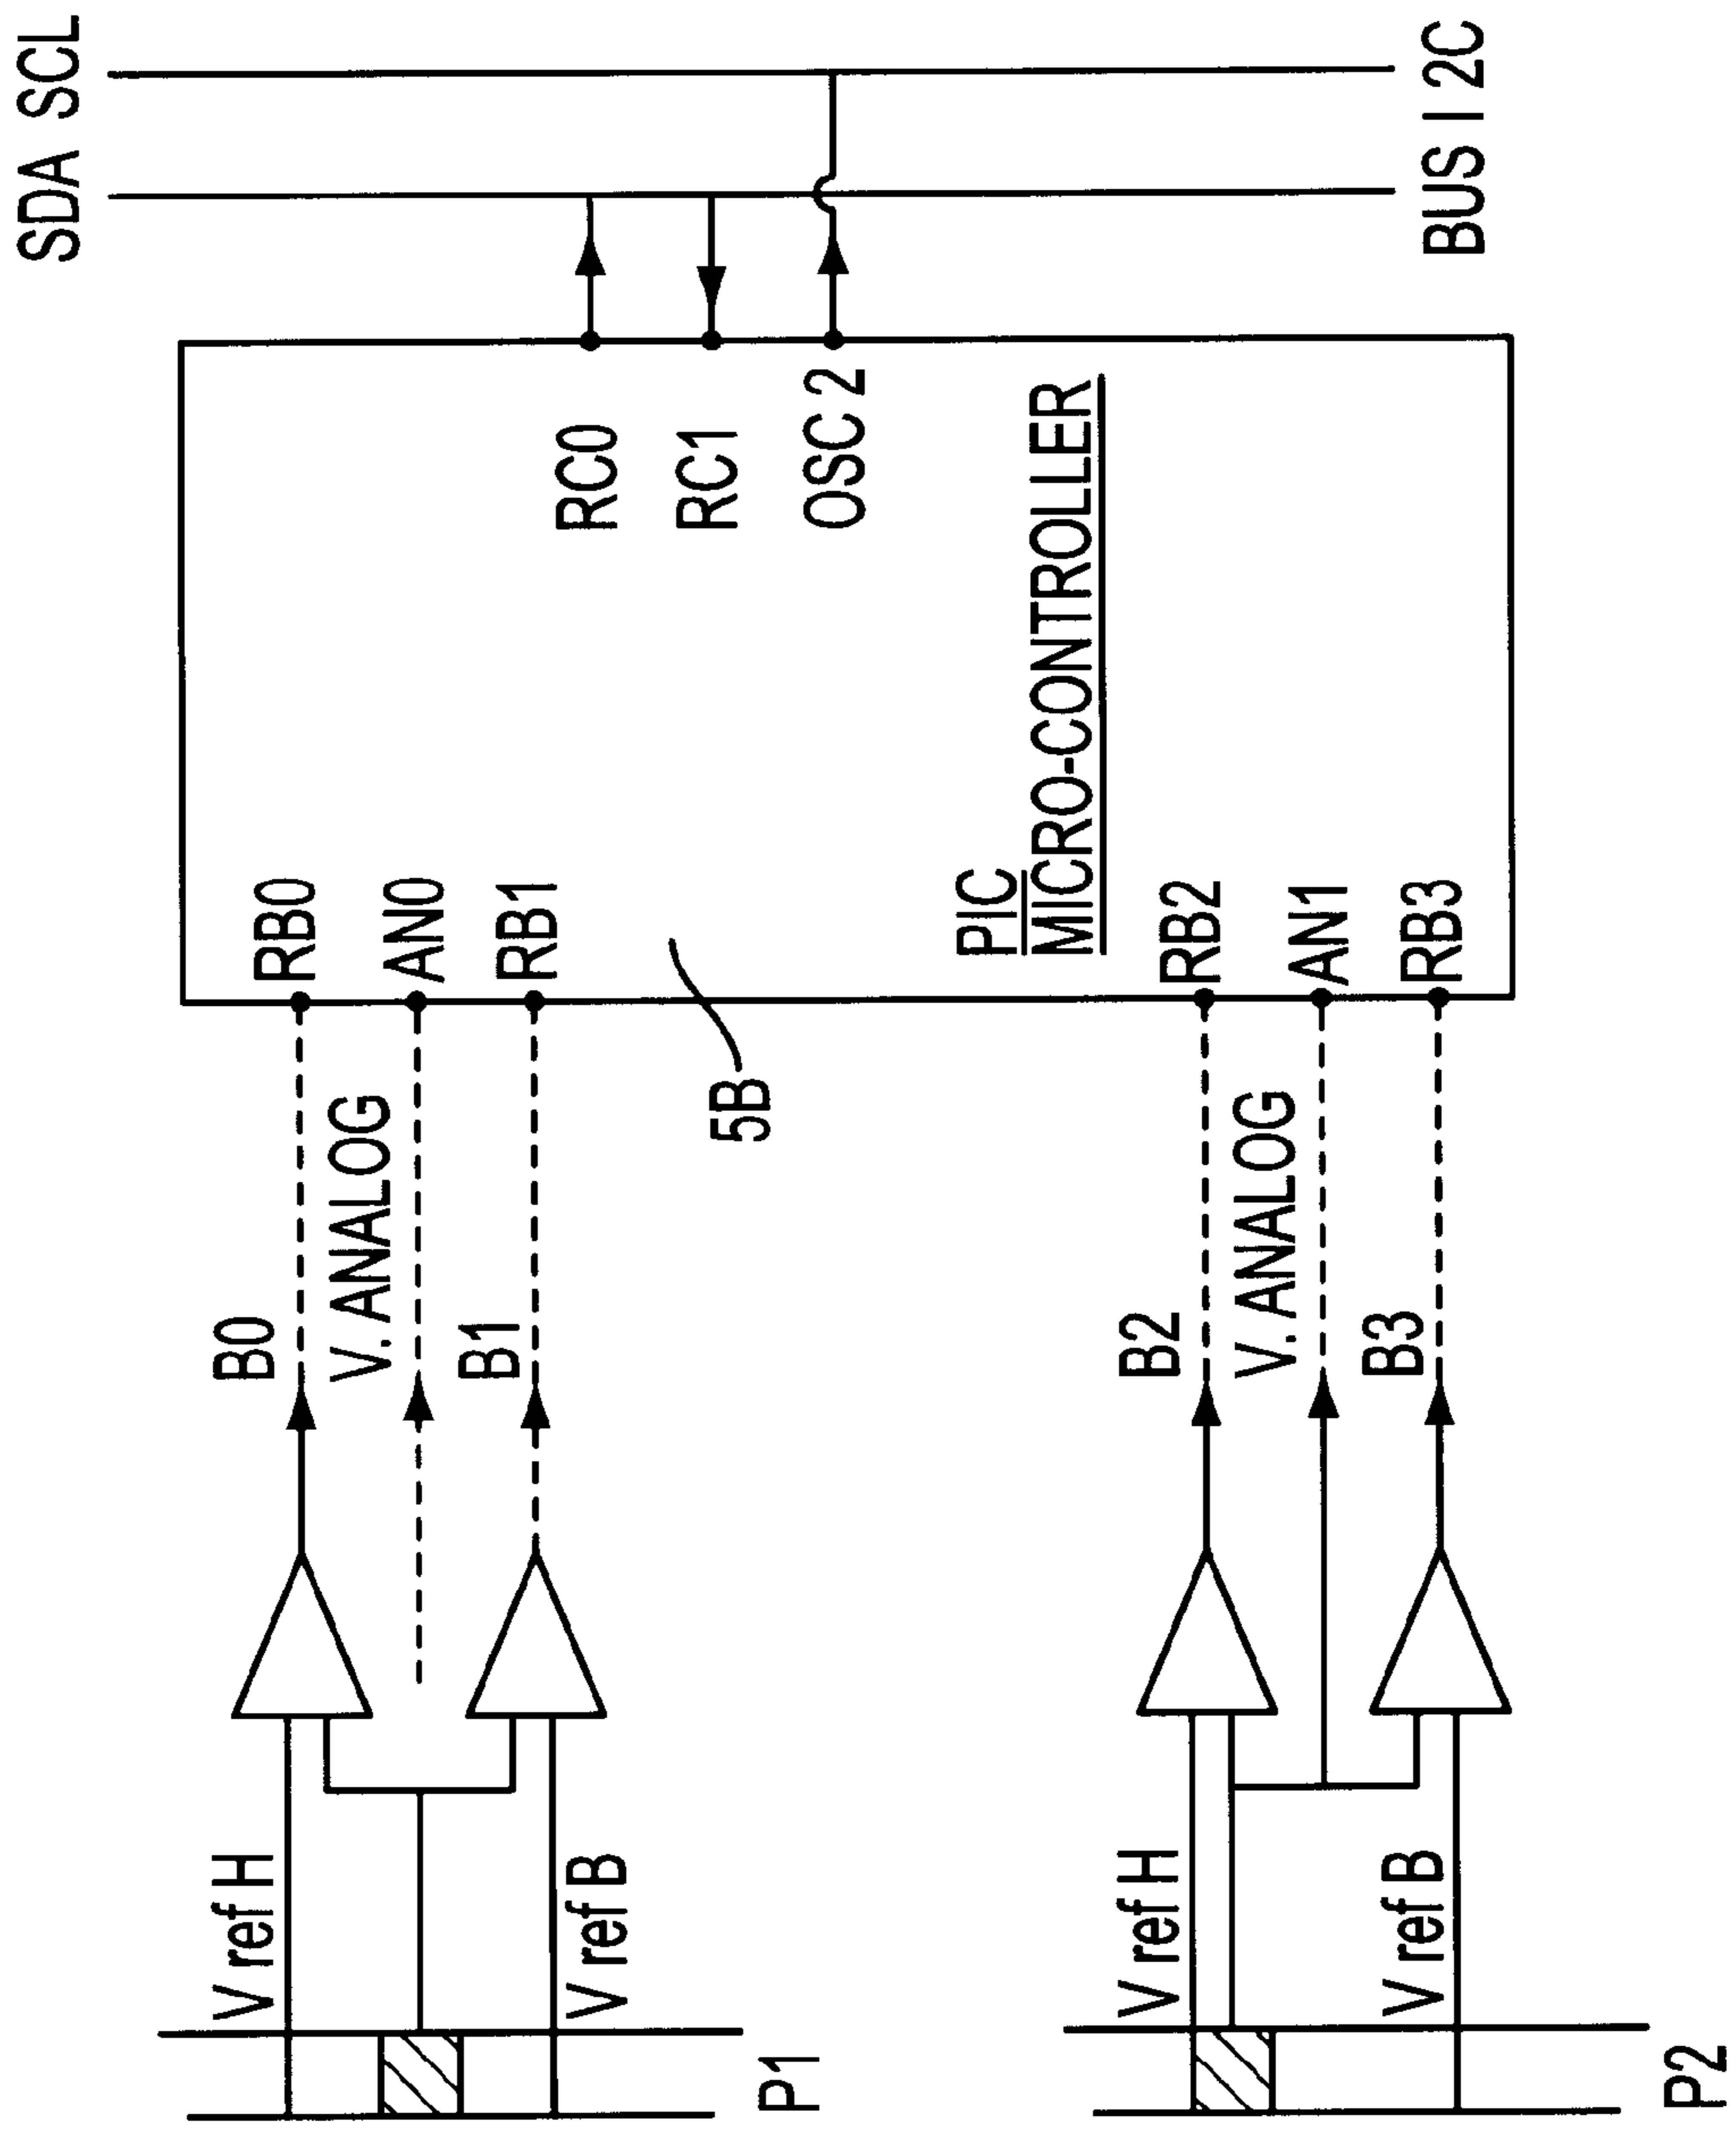 SDA SCL
BUS I 2C
RC0
RC1
OSC 2
PIC
MICRO-CONTROLLER
RB0
AN0
RB1
RB2
AN1
RB3
5B
B0
V. ANALOG
B1
B2
V. ANALOG
B3
V ref H
V ref B
V ref H
V ref B
P1
P2